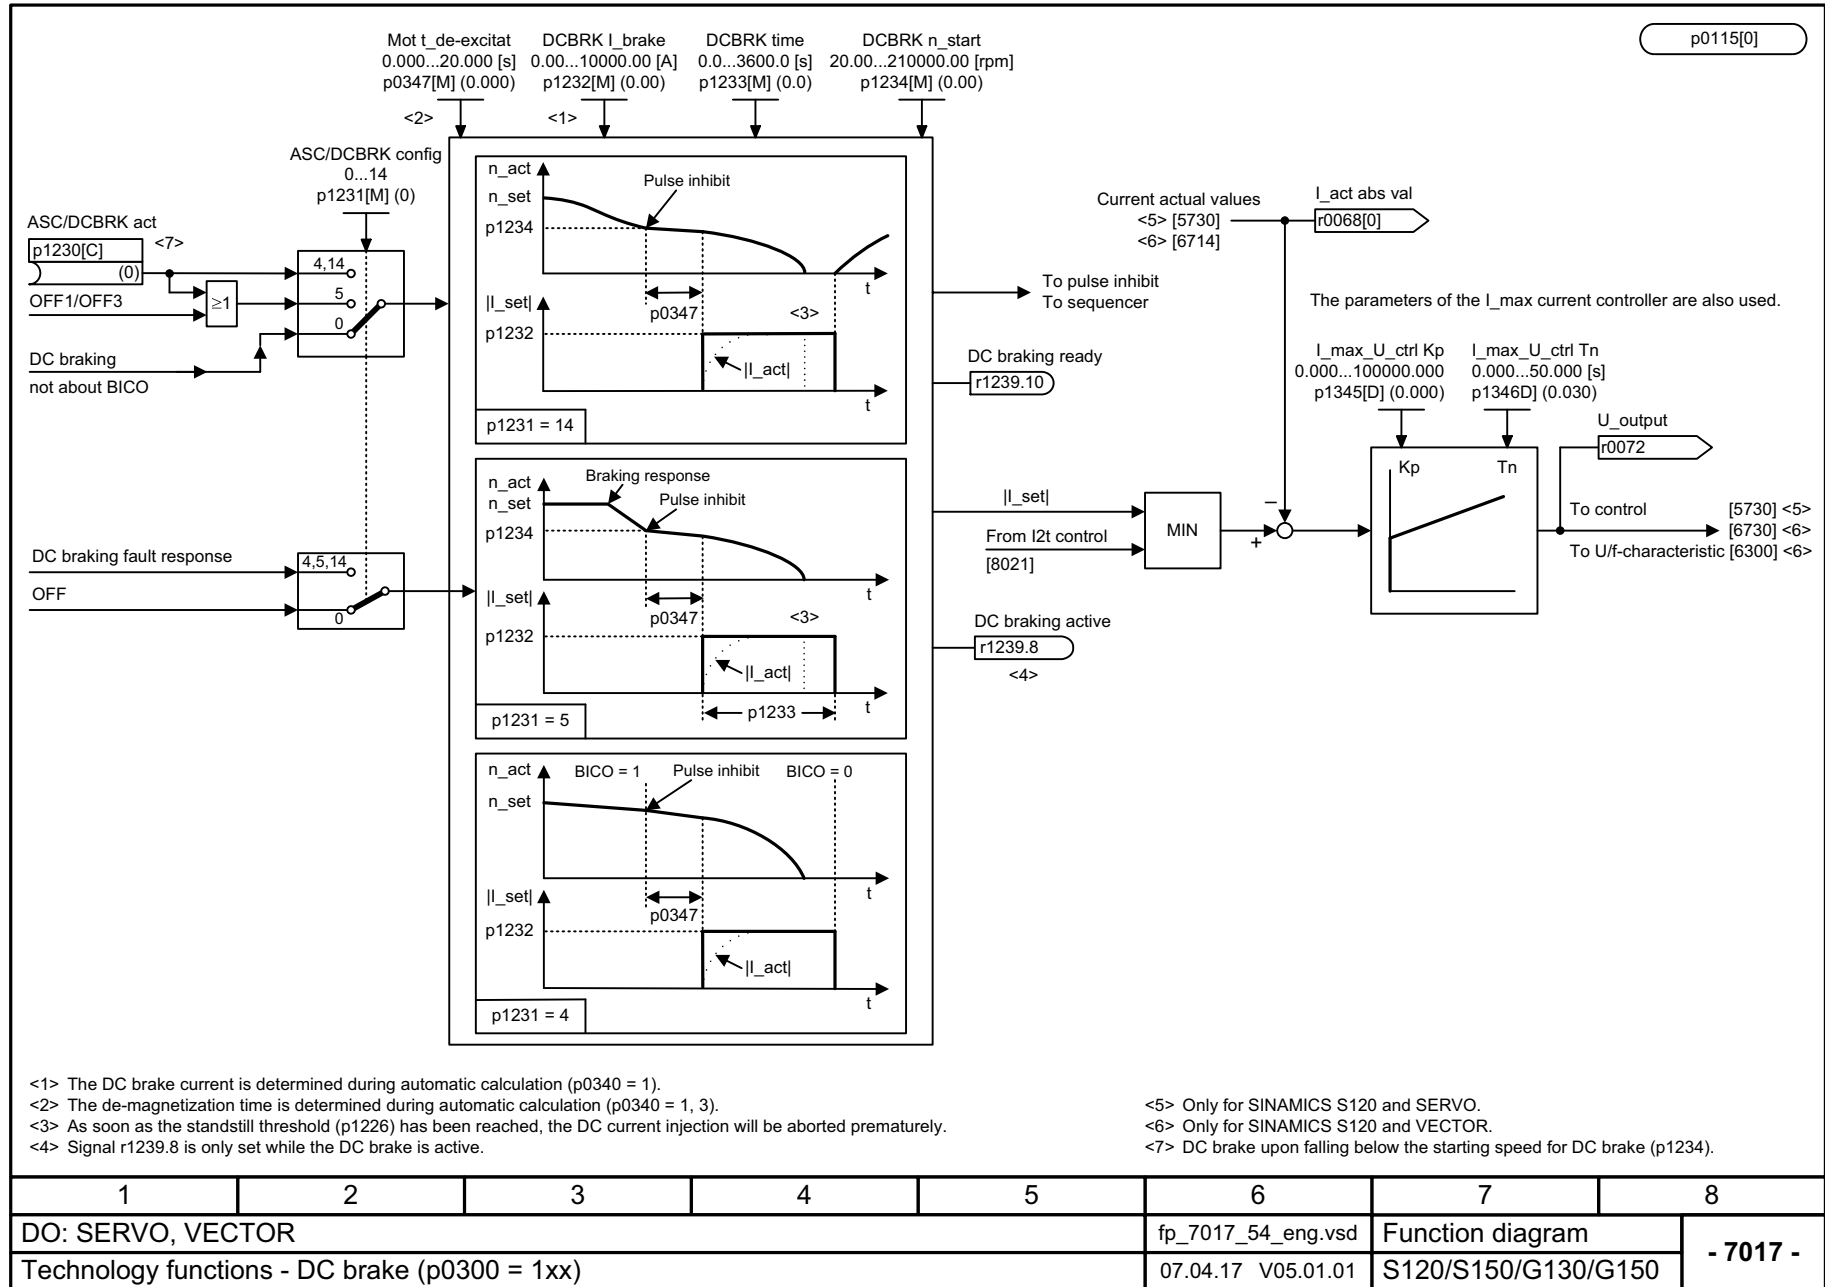 p0115[0]
Mot t_de-excitat
0.000...20.000 [s]
p0347[M] (0.000)
<2>
DCBRK I_brake
0.00...10000.00 [A]
p1232[M] (0.00)
<1>
DCBRK time
0.0...3600.0 [s]
p1233[M] (0.0)
DCBRK n_start
20.00...210000.00 [rpm]
p1234[M] (0.00)
ASC/DCBRK config
0...14
p1231[M] (0)
ASC/DCBRK act
p1230[C]
(0)
<7>
OFF1/OFF3
≥1
DC braking
not about BICO
4,14
5
0
DC braking fault response
OFF
4,5,14
0
n_act
n_set
p1234
Pulse inhibit
t
|I_set|
p0347
<3>
p1232
|I_act|
t
p1231 = 14
n_act
n_set
p1234
Braking response
Pulse inhibit
t
|I_set|
p0347
<3>
p1232
|I_act|
p1233
t
p1231 = 5
n_act
n_set
BICO = 1
Pulse inhibit
BICO = 0
t
|I_set|
p0347
p1232
|I_act|
t
p1231 = 4
Current actual values
<5> [5730]
<6> [6714]
I_act abs val
r0068[0]
To pulse inhibit
To sequencer
DC braking ready
r1239.10
The parameters of the I_max current controller are also used.
I_max_U_ctrl Kp
0.000...100000.000
p1345[D] (0.000)
I_max_U_ctrl Tn
0.000...50.000 [s]
p1346D] (0.030)
U_output
r0072
Kp
Tn
|I_set|
From I2t control
[8021]
MIN
–
+
To control
[5730] <5>
[6730] <6>
To U/f-characteristic [6300] <6>
DC braking active
r1239.8
<4>
<1> The DC brake current is determined during automatic calculation (p0340 = 1).
<2> The de-magnetization time is determined during automatic calculation (p0340 = 1, 3).
<3> As soon as the standstill threshold (p1226) has been reached, the DC current injection will be aborted prematurely.
<4> Signal r1239.8 is only set while the DC brake is active.
<5> Only for SINAMICS S120 and SERVO.
<6> Only for SINAMICS S120 and VECTOR.
<7> DC brake upon falling below the starting speed for DC brake (p1234).
1 2 3 4 5 6 7 8
DO: SERVO, VECTOR
fp_7017_54_eng.vsd
Function diagram
- 7017 -
Technology functions - DC brake (p0300 = 1xx)
07.04.17 V05.01.01
S120/S150/G130/G150